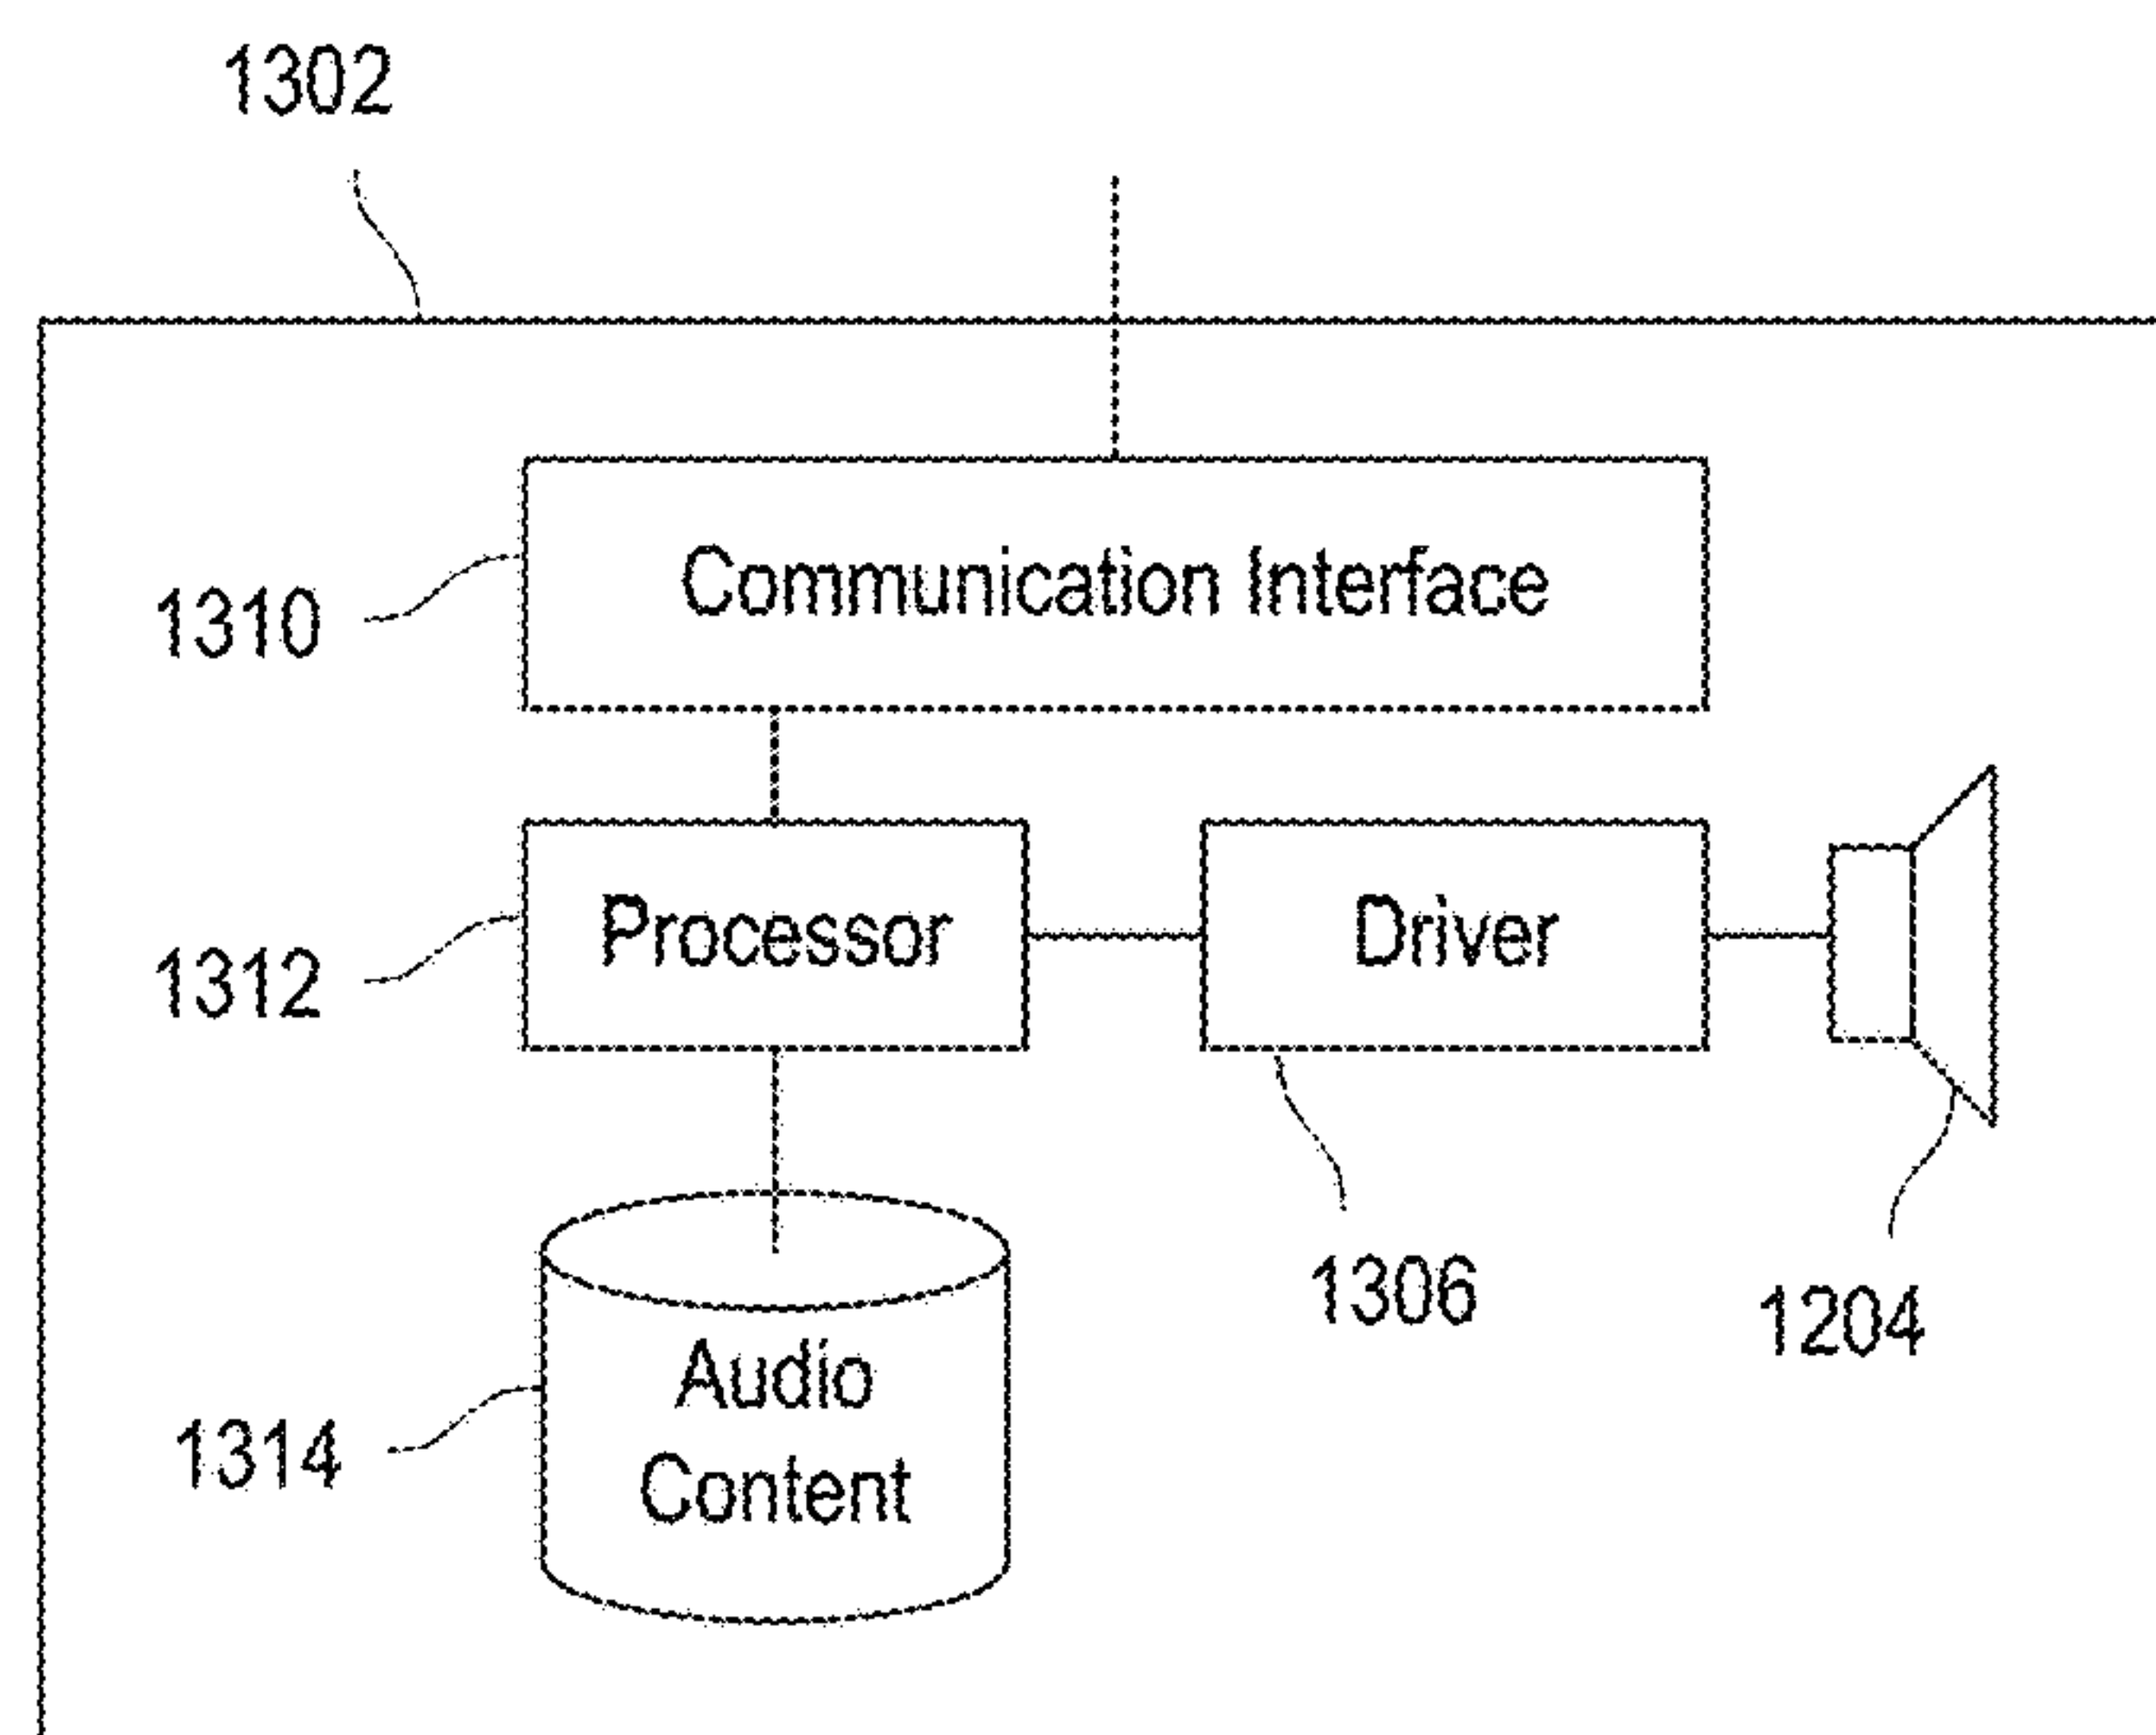 1302
Communication Interface
1310
Processor
Driver
1312
1306
1204
Audio
Content
1314